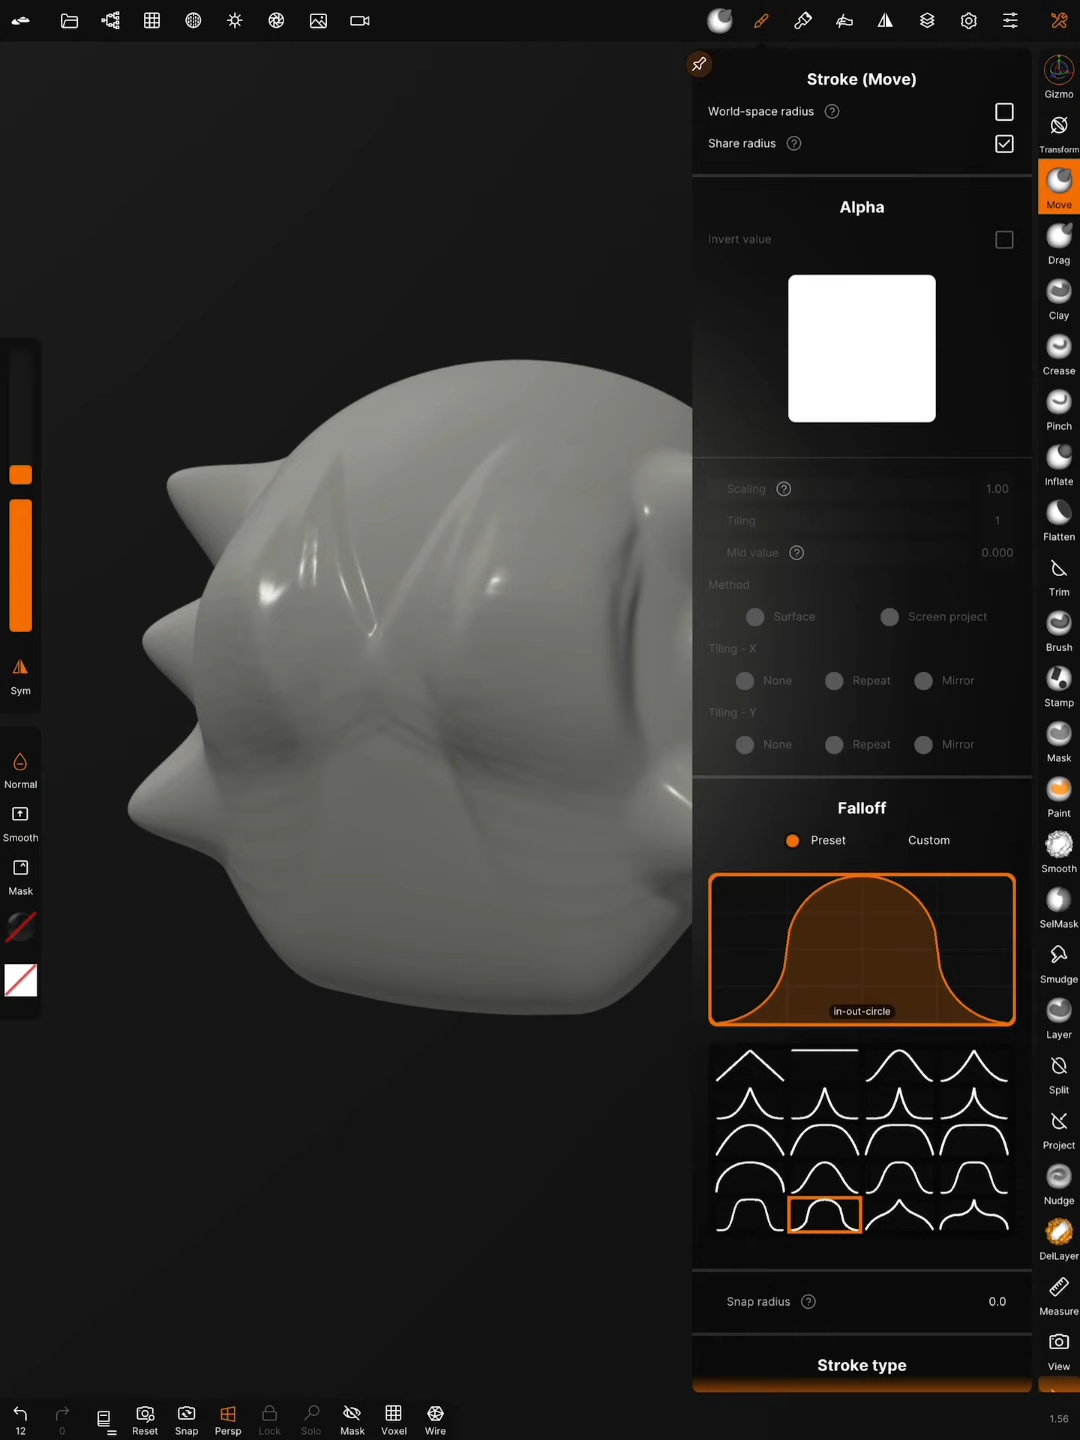 Stroke (Move)
World-space radius ?
Share radius ?
Alpha
Invert value
Scaling ? 1.00
Tiling 1
Mid value ? 0.000
Method
Surface Screen project
Tiling - X
None Repeat Mirror
Tiling - Y
None Repeat Mirror
Falloff
Preset Custom
in-out-circle
Snap radius ? 0.0
Stroke type
Gizmo
Transform
Move
Drag
Clay
Crease
Pinch
Inflate
Flatten
Trim
Brush
Stamp
Mask
Paint
Smooth
SelMask
Smudge
Layer
Split
Project
Nudge
DelLayer
Measure
View
Sym
Normal
Smooth
Mask
12 0 Reset Snap Persp Lock Solo Mask Voxel Wire
1.56